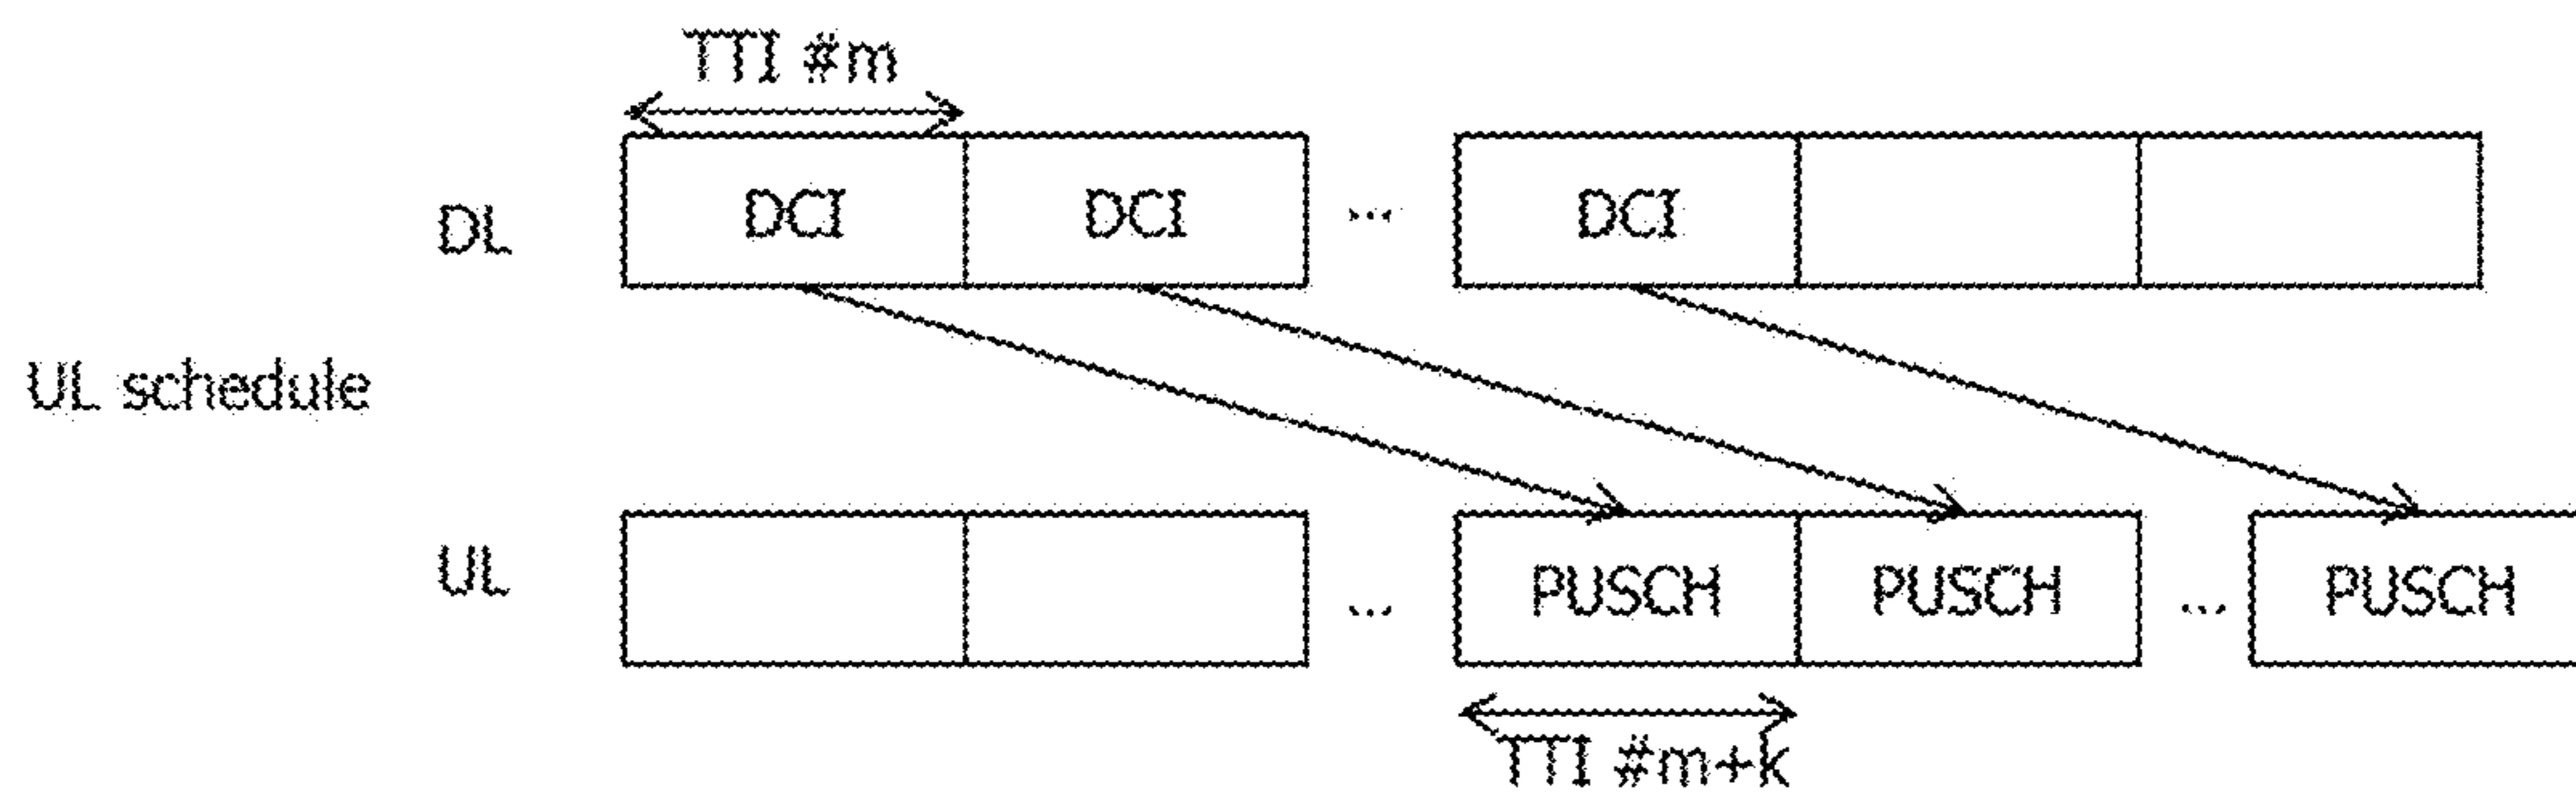 TTI #m
DL DCI DCI ... DCI
UL schedule
UL ... PUSCH PUSCH ... PUSCH
TTI #m+k